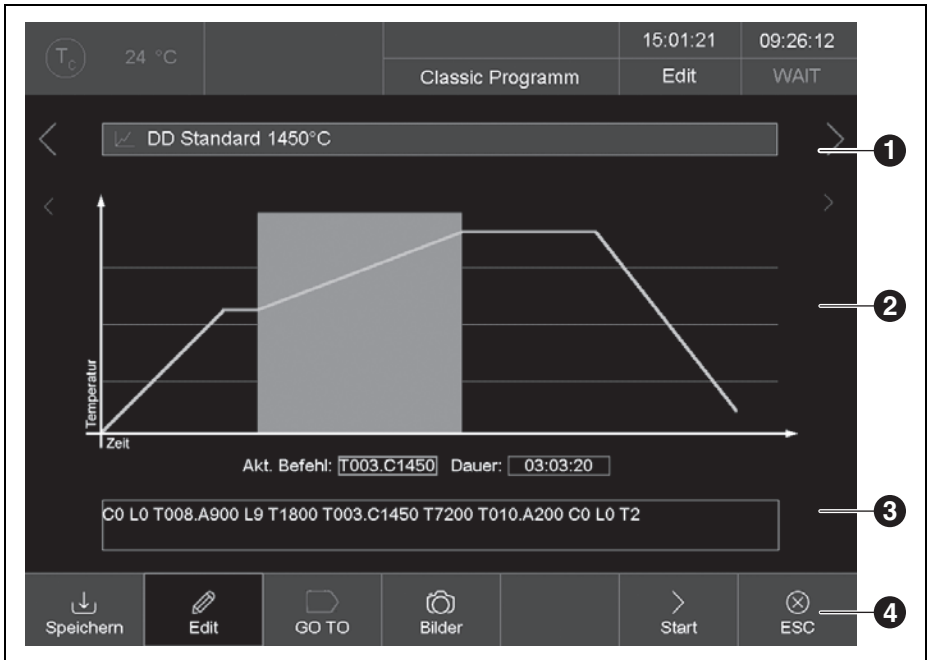 Tc 24 °C
15:01:21 09:26:12
Classic Programm Edit WAIT
DD Standard 1450°C
1
2
Temperatur
Zeit
Akt. Befehl: T003.C1450 Dauer: 03:03:20
C0 L0 T008.A900 L9 T1800 T003.C1450 T7200 T010.A200 C0 L0 T2
3
Speichern Edit GO TO Bilder Start ESC
4